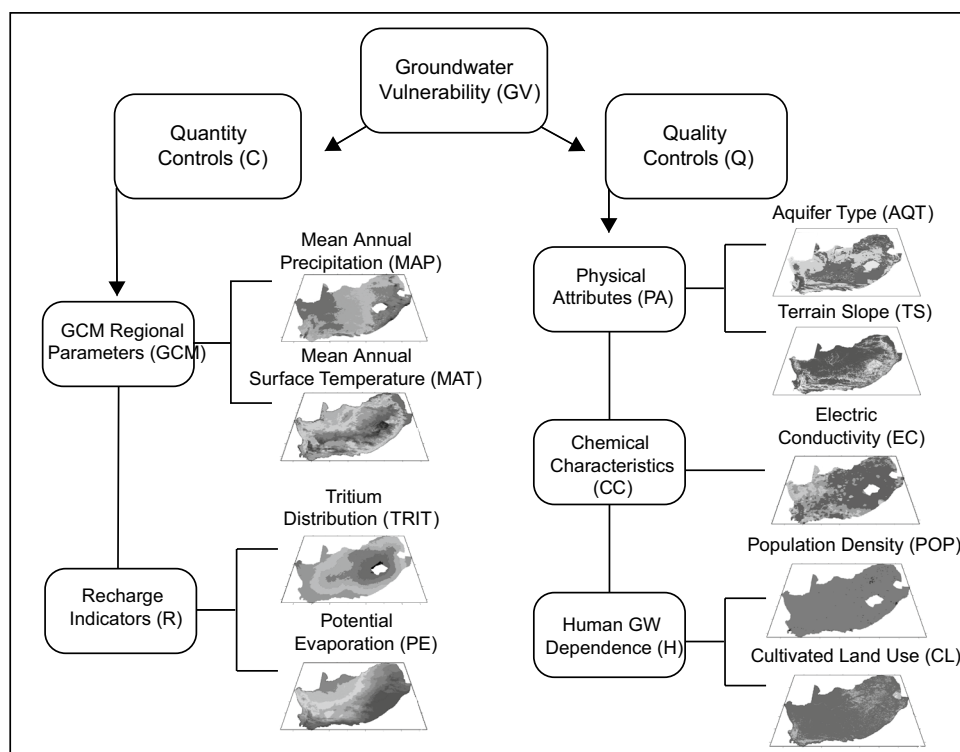 Groundwater
Vulnerability (GV)
Quantity
Controls (C)
Quality
Controls (Q)
Mean Annual
Precipitation (MAP)
GCM Regional
Parameters (GCM)
Mean Annual
Surface Temperature (MAT)
Tritium
Distribution (TRIT)
Recharge
Indicators (R)
Potential
Evaporation (PE)
Aquifer Type (AQT)
Physical
Attributes (PA)
Terrain Slope (TS)
Electric
Conductivity (EC)
Chemical
Characteristics
(CC)
Population Density (POP)
Human GW
Dependence (H)
Cultivated Land Use (CL)